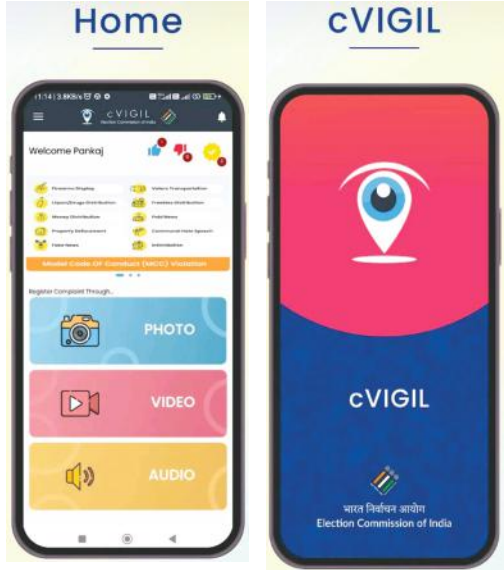 Home
cVIGIL
cVIGIL
Election Commission of India
Welcome Pankaj
Firearms Display
Voters Transportation
Liquor/Drugs Distribution
Freebies Distribution
Money Distribution
Paid News
Property Defacement
Communal Hate Speech
Fake News
Intimidation
Model Code Of Conduct (MCC) Violation
Register Complaint Through...
PHOTO
VIDEO
AUDIO
cVIGIL
भारत निर्वाचन आयोग
Election Commission of India